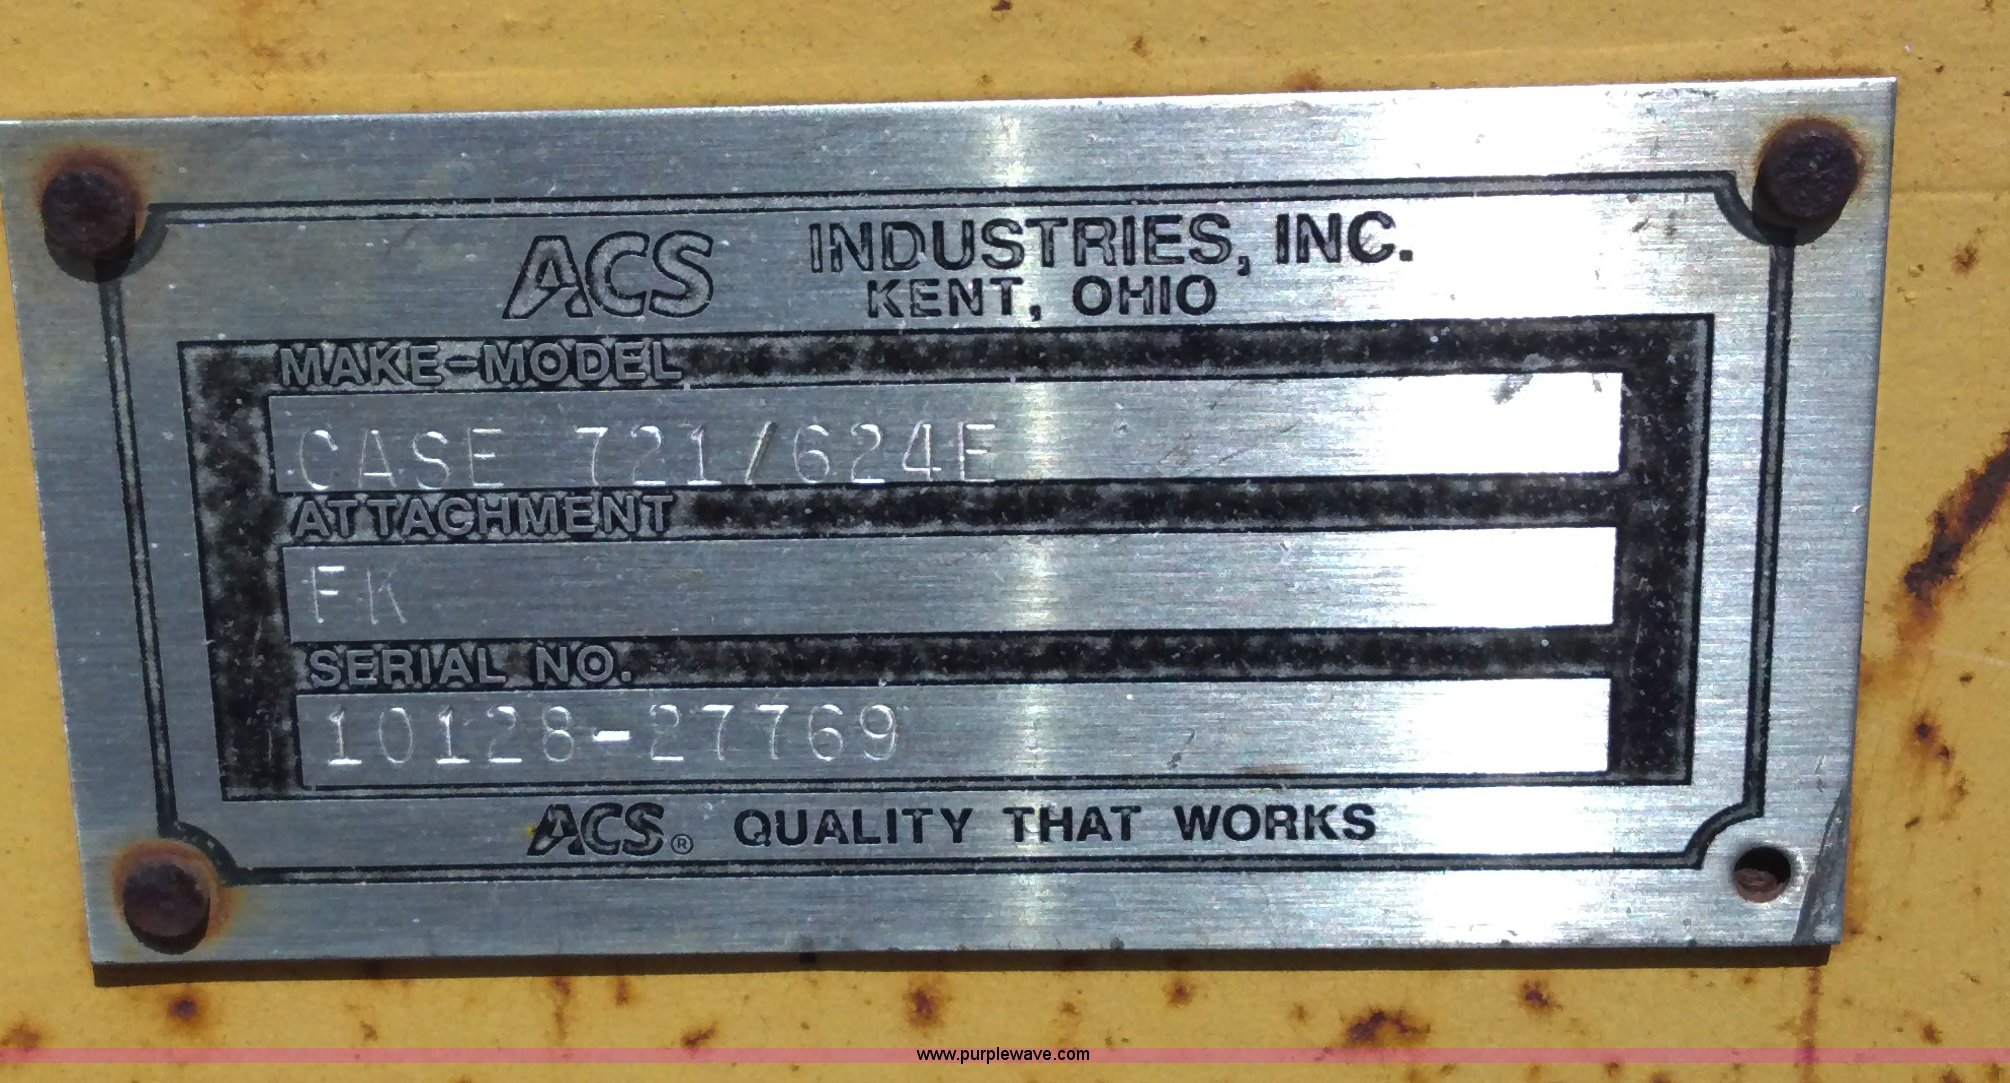 ACS INDUSTRIES, INC.
KENT, OHIO
MAKE-MODEL
CASE 721/624E
ATTACHMENT
FK
SERIAL NO.
10128-27769
ACS® QUALITY THAT WORKS
www.purplewave.com